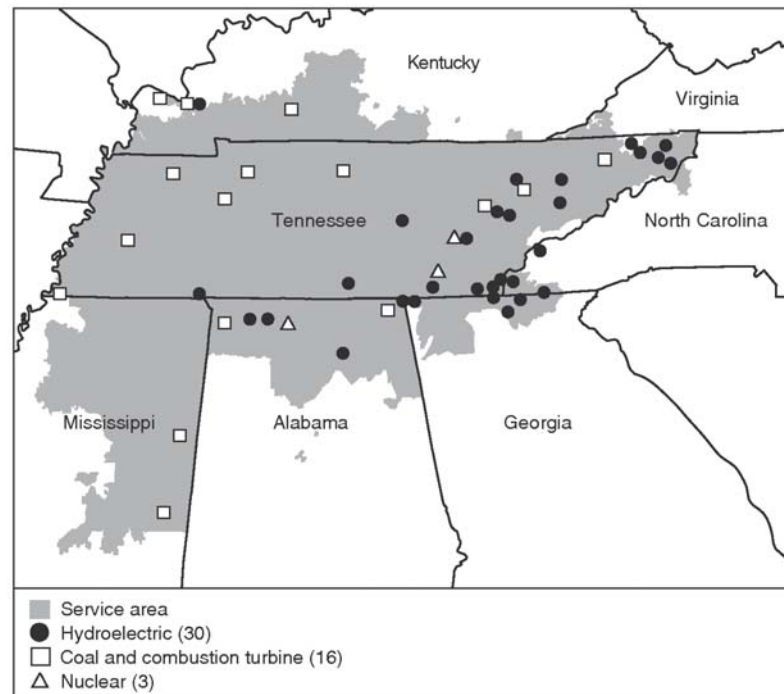 Kentucky
Virginia
Tennessee
North Carolina
Mississippi
Alabama
Georgia
Service area
Hydroelectric (30)
Coal and combustion turbine (16)
Nuclear (3)